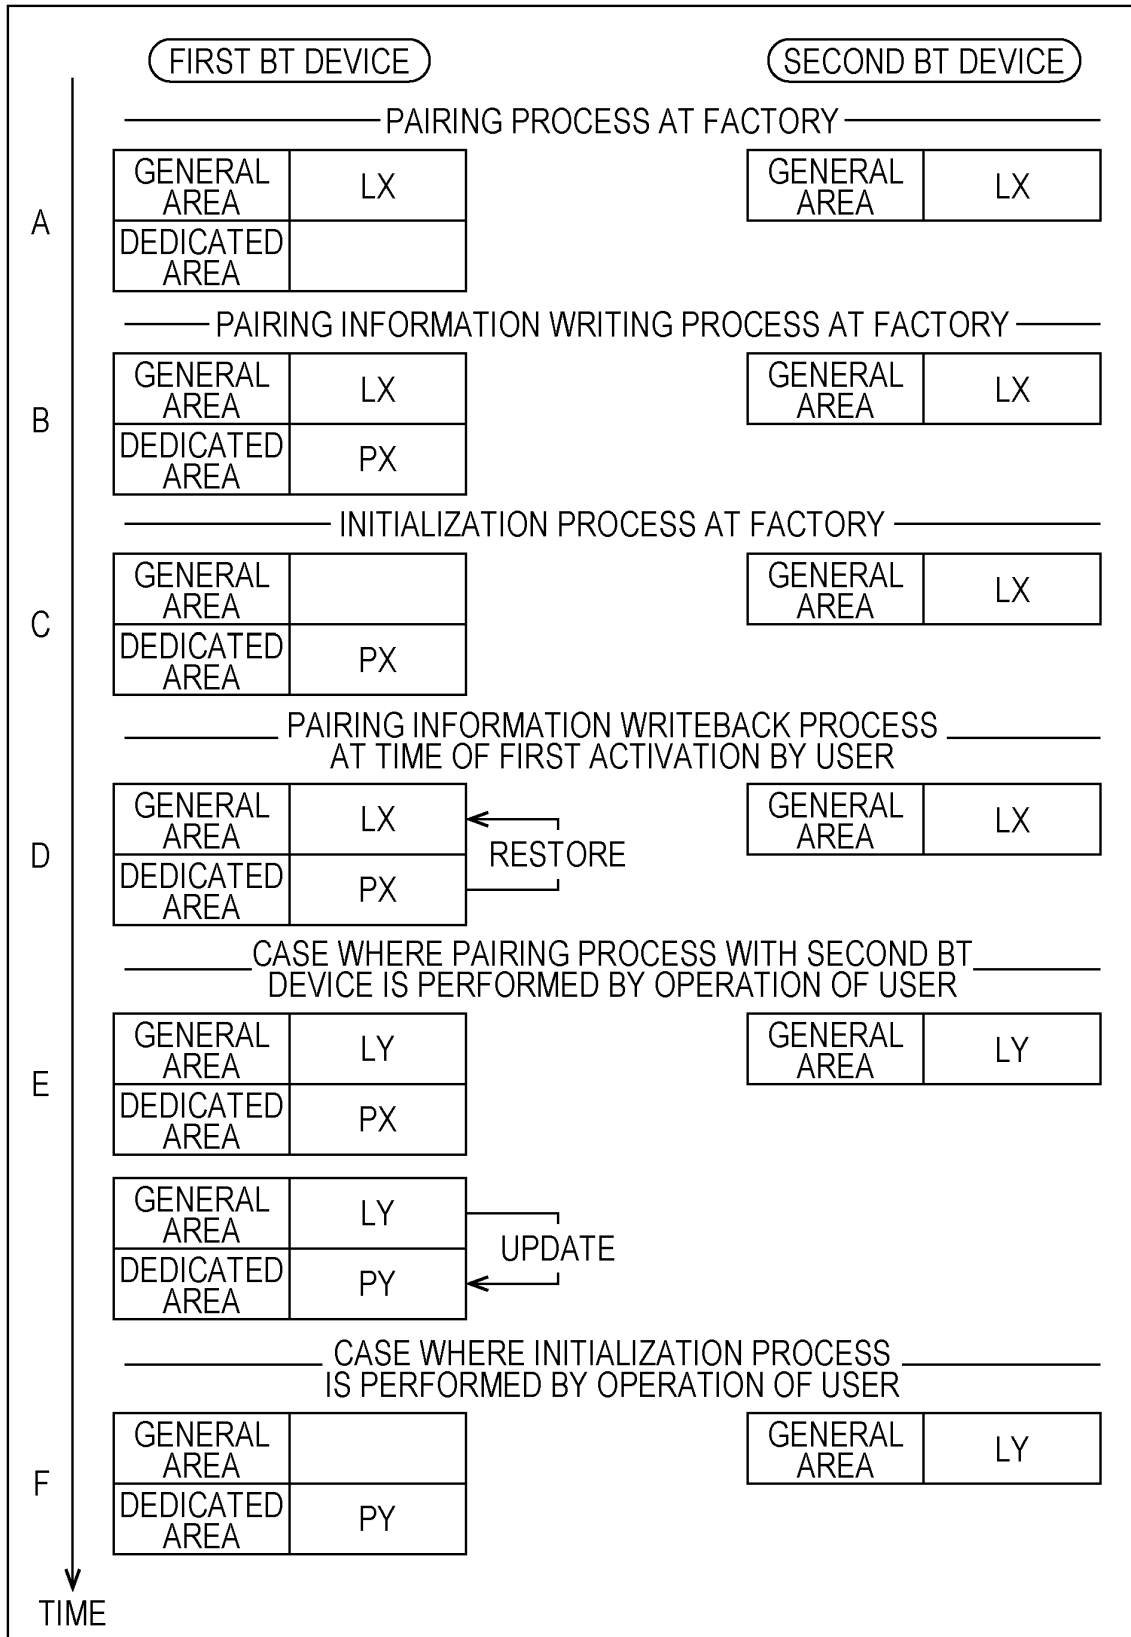 FIRST BT DEVICE
SECOND BT DEVICE
PAIRING PROCESS AT FACTORY
A
GENERAL
AREA
LX
DEDICATED
AREA
GENERAL
AREA
LX
PAIRING INFORMATION WRITING PROCESS AT FACTORY
B
GENERAL
AREA
LX
DEDICATED
AREA
PX
GENERAL
AREA
LX
INITIALIZATION PROCESS AT FACTORY
C
GENERAL
AREA
DEDICATED
AREA
PX
GENERAL
AREA
LX
PAIRING INFORMATION WRITEBACK PROCESS
AT TIME OF FIRST ACTIVATION BY USER
D
GENERAL
AREA
LX
DEDICATED
AREA
PX
RESTORE
GENERAL
AREA
LX
CASE WHERE PAIRING PROCESS WITH SECOND BT
DEVICE IS PERFORMED BY OPERATION OF USER
E
GENERAL
AREA
LY
DEDICATED
AREA
PX
GENERAL
AREA
LY
GENERAL
AREA
LY
DEDICATED
AREA
PY
UPDATE
CASE WHERE INITIALIZATION PROCESS
IS PERFORMED BY OPERATION OF USER
F
GENERAL
AREA
DEDICATED
AREA
PY
GENERAL
AREA
LY
TIME